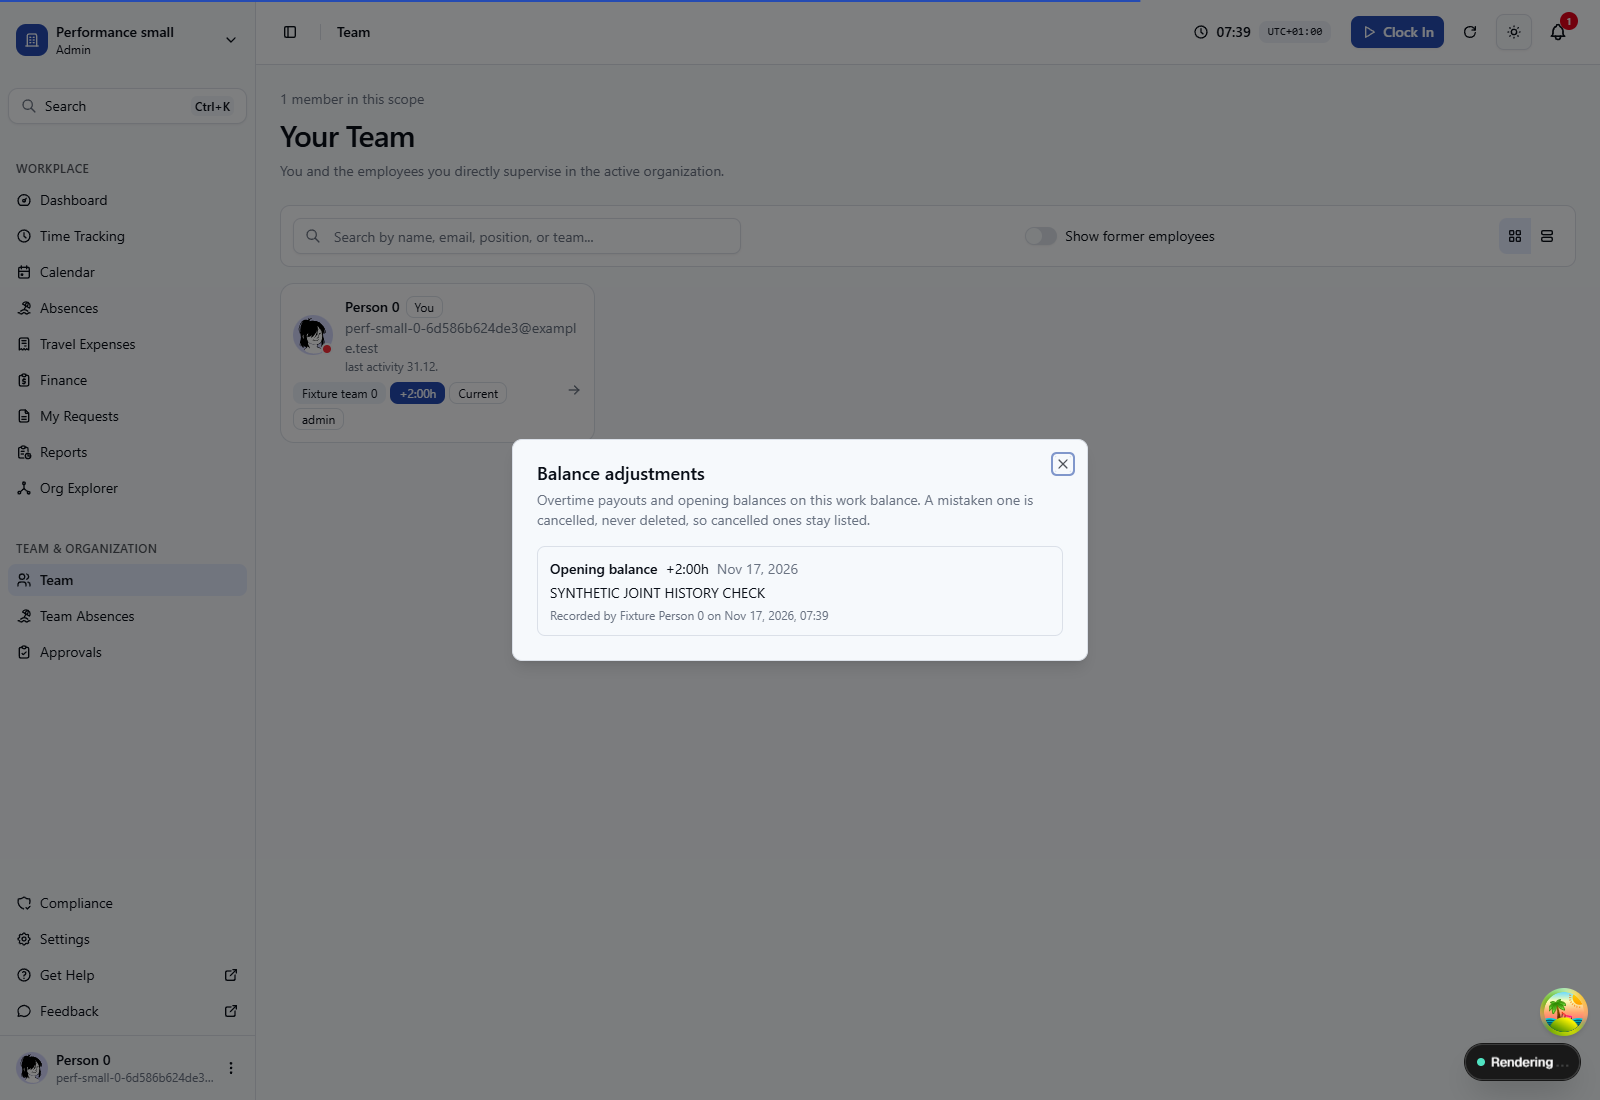 Performance small
Admin
Search
Ctrl+K
WORKPLACE
Dashboard
Time Tracking
Calendar
Absences
Travel Expenses
Finance
My Requests
Reports
Org Explorer
TEAM & ORGANIZATION
Team
Team Absences
Approvals
Compliance
Settings
Get Help
Feedback
Person 0
perf-small-0-6d586b624de3...
Team
07:39
UTC+01:00
Clock In
1
1 member in this scope
Your Team
You and the employees you directly supervise in the active organization.
Search by name, email, position, or team...
Show former employees
Person 0
You
perf-small-0-6d586b624de3@exampl
e.test
last activity 31.12.
Fixture team 0
+2:00h
Current
admin
Balance adjustments
Overtime payouts and opening balances on this work balance. A mistaken one is
cancelled, never deleted, so cancelled ones stay listed.
Opening balance +2:00h Nov 17, 2026
SYNTHETIC JOINT HISTORY CHECK
Recorded by Fixture Person 0 on Nov 17, 2026, 07:39
Rendering ...